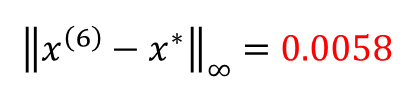 ‖x⁽⁶⁾ − x*‖∞ = 0.0058